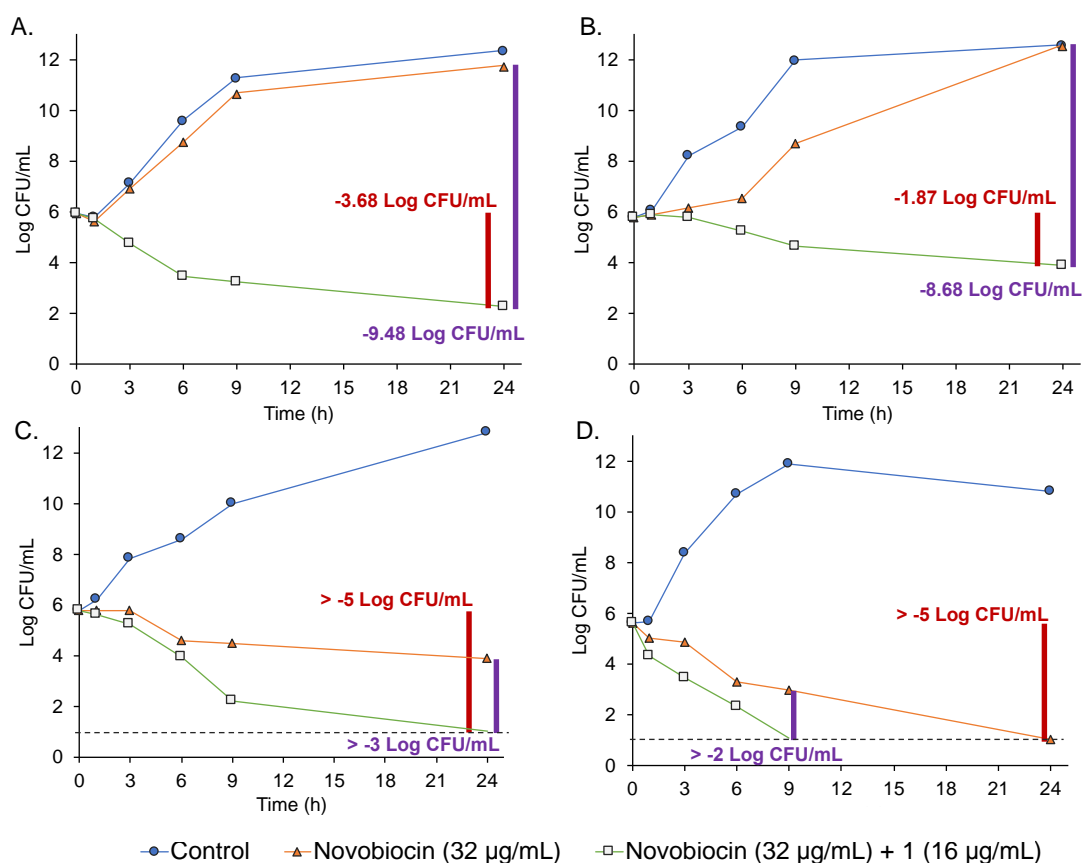 A.
12
10
8
6
4
2
0
Log CFU/mL
-3.68 Log CFU/mL
-9.48 Log CFU/mL
0 3 6 9 12 15 18 21 24
Time (h)
B.
12
10
8
6
4
2
0
Log CFU/mL
-1.87 Log CFU/mL
-8.68 Log CFU/mL
0 3 6 9 12 15 18 21 24
Time (h)
C.
12
10
8
6
4
2
0
Log CFU/mL
> -5 Log CFU/mL
> -3 Log CFU/mL
0 3 6 9 12 15 18 21 24
Time (h)
D.
12
10
8
6
4
2
0
Log CFU/mL
> -5 Log CFU/mL
> -2 Log CFU/mL
0 3 6 9 12 15 18 21 24
Time (h)
Control Novobiocin (32 µg/mL) Novobiocin (32 µg/mL) + 1 (16 µg/mL)